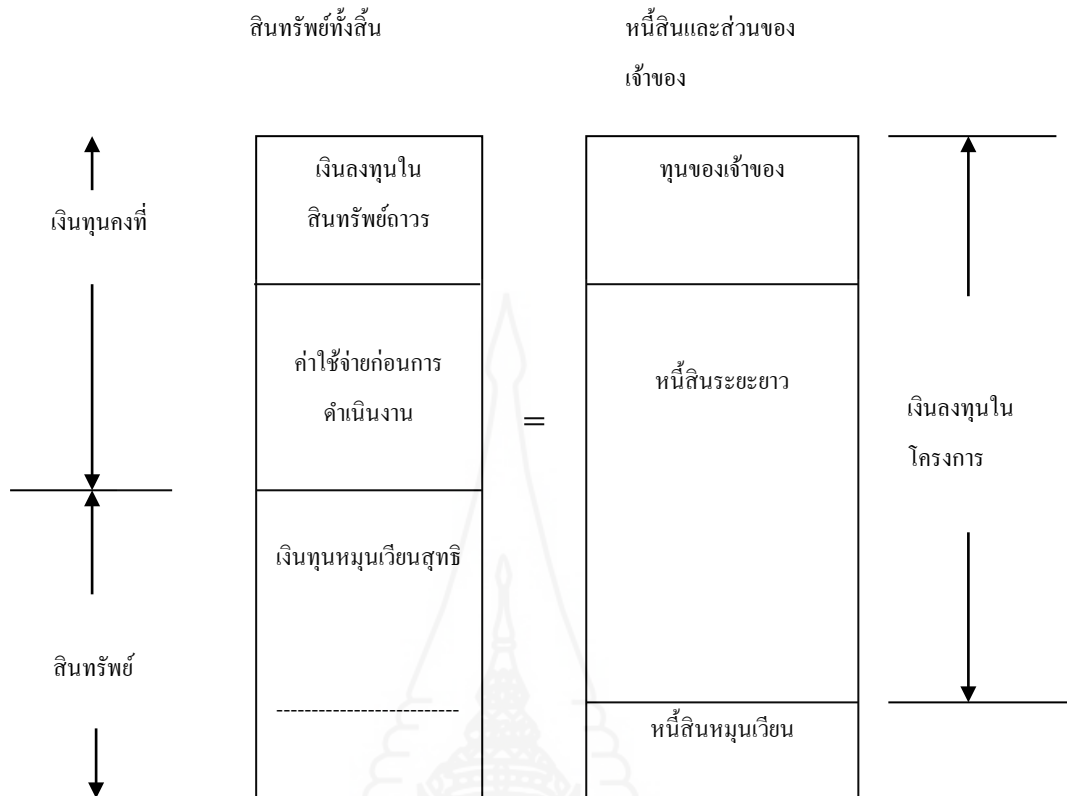 สินทรัพย์ทั้งสิ้น
หนี้สินและส่วนของ
เจ้าของ
เงินทุนคงที่
เงินลงทุนใน
สินทรัพย์ถาวร
ทุนของเจ้าของ
ค่าใช้จ่ายก่อนการ
ดำเนินงาน
=
หนี้สินระยะยาว
เงินลงทุนใน
โครงการ
เงินทุนหมุนเวียนสุทธิ
สินทรัพย์
--------------------------
หนี้สินหมุนเวียน